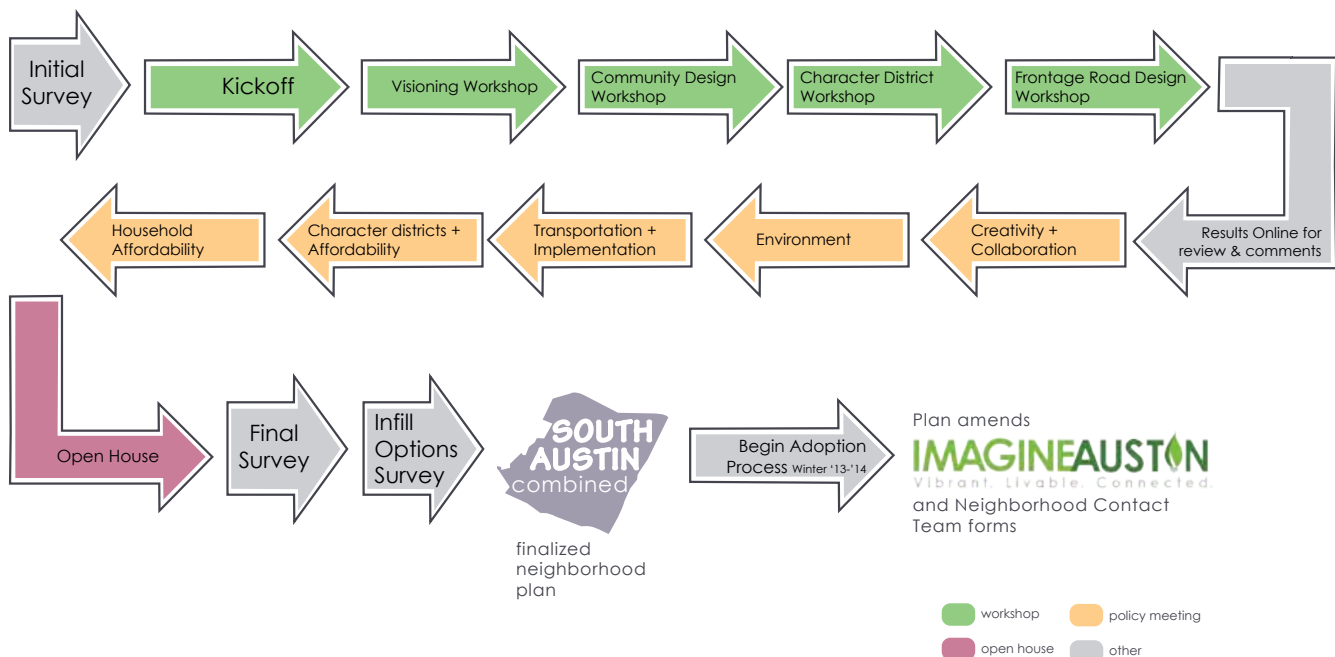 Initial
Survey
Kickoff
Visioning Workshop
Community Design
Workshop
Character District
Workshop
Frontage Road Design
Workshop
Results Online for
review & comments
Creativity +
Collaboration
Environment
Transportation +
Implementation
Character districts +
Affordability
Household
Affordability
Open House
Final
Survey
Infill
Options
Survey
SOUTH
AUSTIN
combined
finalized
neighborhood
plan
Begin Adoption
Process Winter '13-'14
Plan amends
IMAGINEAUSTIN
Vibrant. Livable. Connected.
and Neighborhood Contact
Team forms
workshop
policy meeting
open house
other